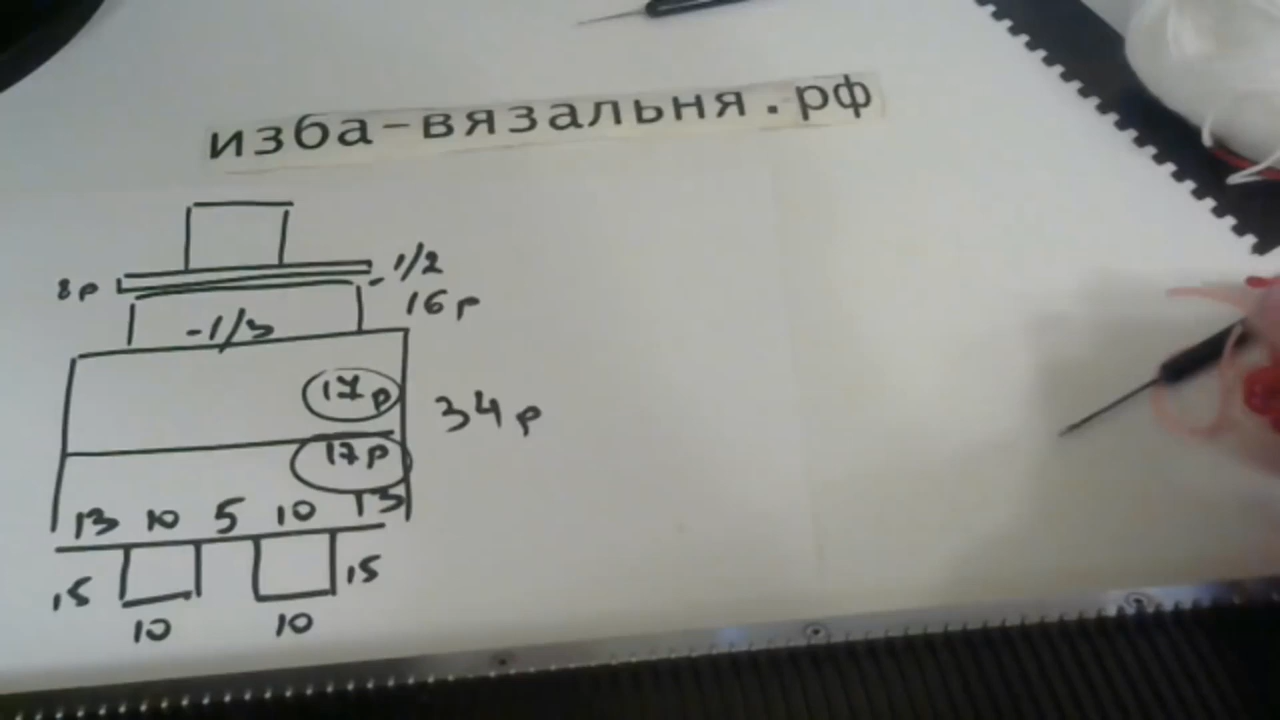 изба-вязальня.рф
-1/2
8р
16р
-1/3
17р
34р
17р
13 10 5 10 13
15 15
10 10